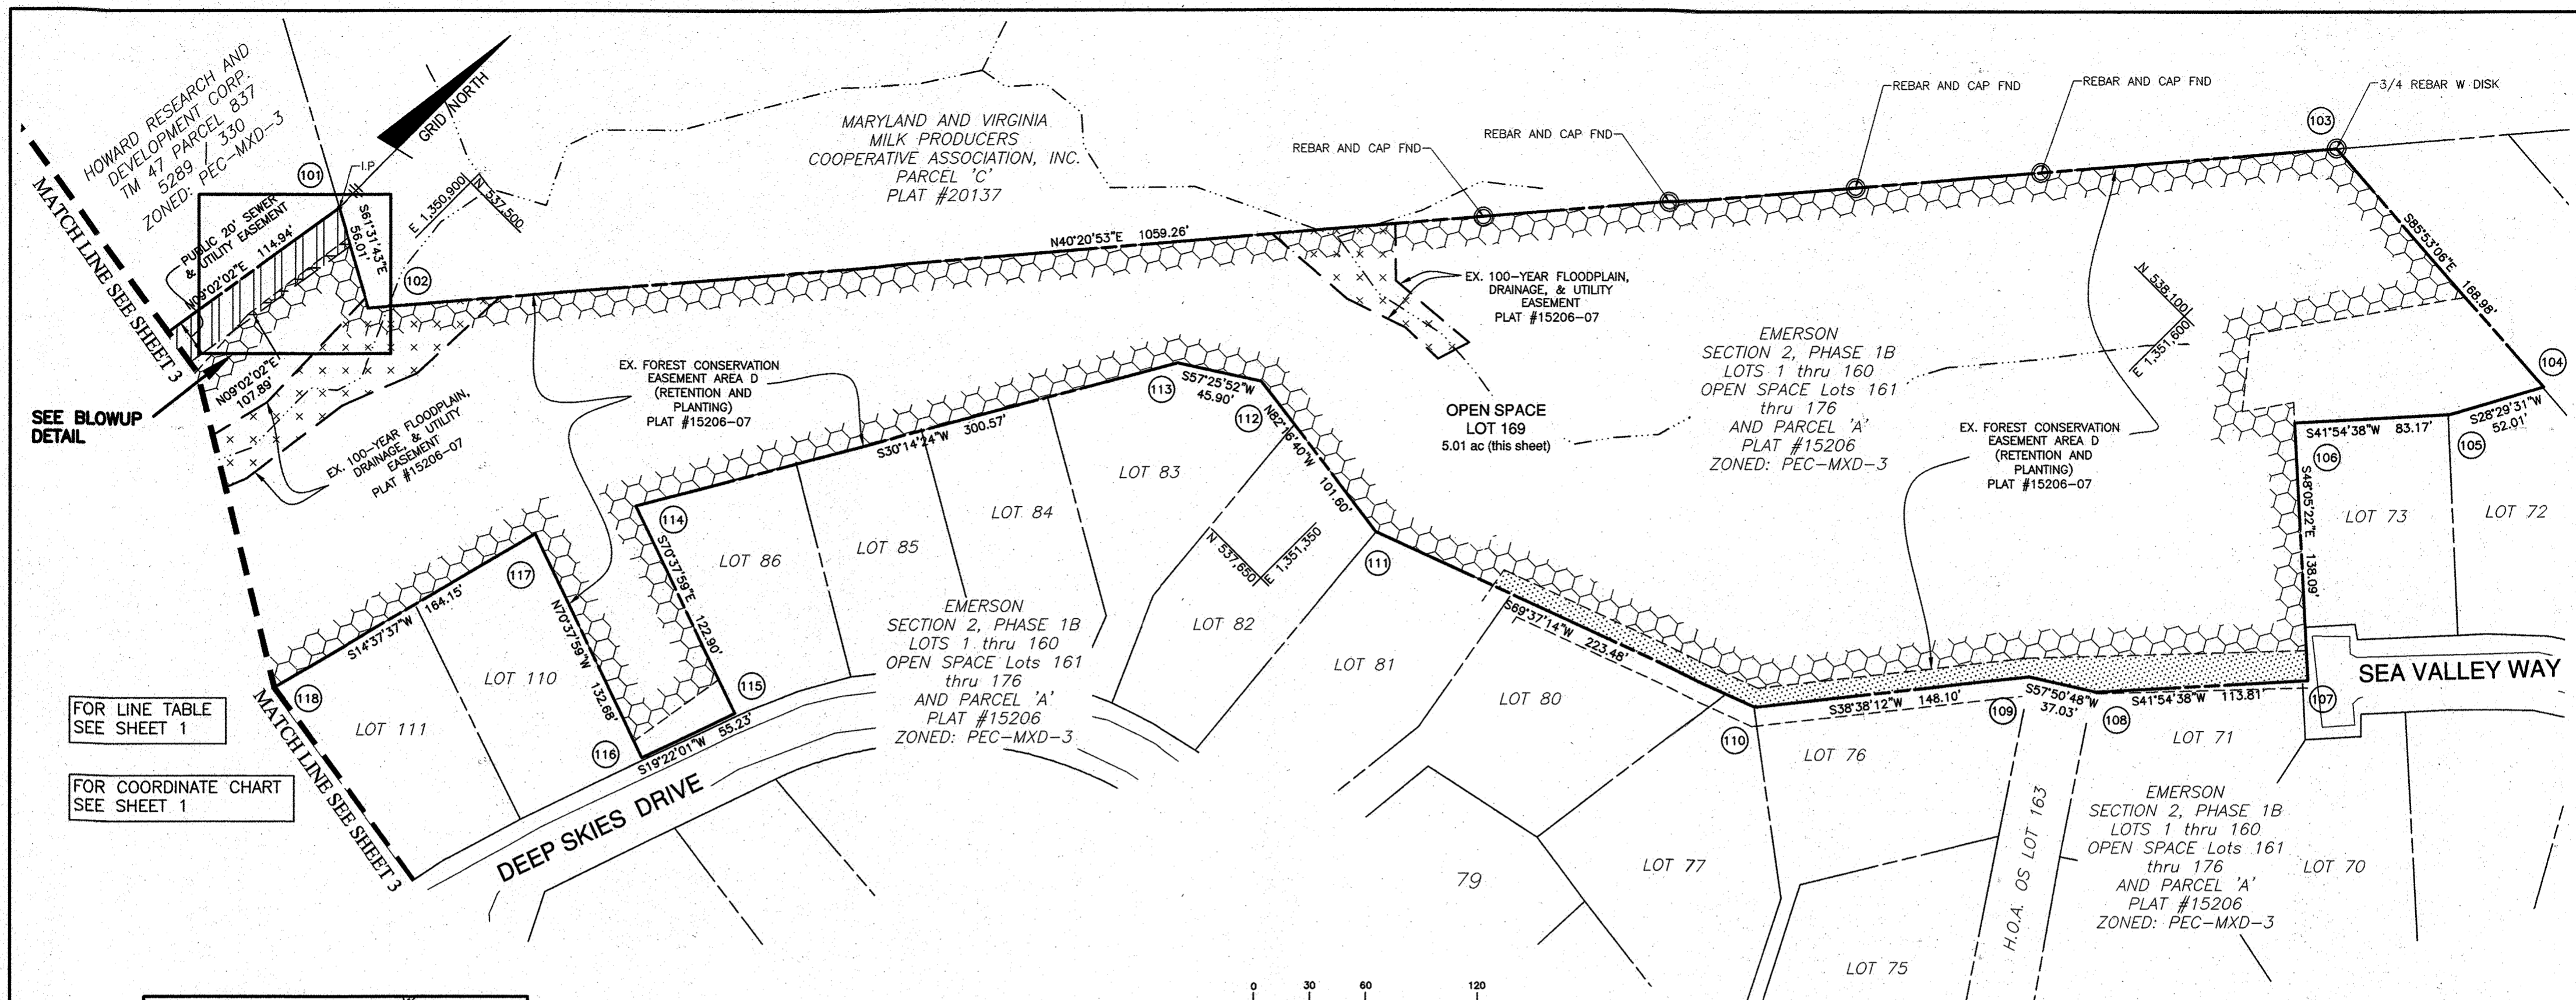 HOWARD RESEARCH AND
DEVELOPMENT CORP.
TM 47 PARCEL 837
5289 / 330
ZONED: PEC-MXD-3
GRID NORTH
MARYLAND AND VIRGINIA
MILK PRODUCERS
COOPERATIVE ASSOCIATION, INC.
PARCEL 'C'
PLAT #20137
REBAR AND CAP FND
REBAR AND CAP FND
REBAR AND CAP FND
REBAR AND CAP FND
3/4 REBAR W DISK
103
101
I.P.
E 1,350,900
N 537,500
MATCH LINE SEE SHEET 3
PUBLIC 20' SEWER
& UTILITY EASEMENT
N09°02'02"E 114.94'
S61°31'43"E
56.01'
102
N40°20'53"E 1059.26'
S85°53'06"E 168.98'
N09°02'02"E
107.89'
SEE BLOWUP
DETAIL
EX. 100-YEAR FLOODPLAIN,
DRAINAGE, & UTILITY
EASEMENT
PLAT #15206-07
EX. FOREST CONSERVATION
EASEMENT AREA D
(RETENTION AND
PLANTING)
PLAT #15206-07
EX. 100-YEAR FLOODPLAIN,
DRAINAGE, & UTILITY
EASEMENT
PLAT #15206-07
N 538,100
E 1,351,600
EMERSON
SECTION 2, PHASE 1B
LOTS 1 thru 160
OPEN SPACE Lots 161
thru 176
AND PARCEL 'A'
PLAT #15206
ZONED: PEC-MXD-3
OPEN SPACE
LOT 169
5.01 ac (this sheet)
EX. FOREST CONSERVATION
EASEMENT AREA D
(RETENTION AND
PLANTING)
PLAT #15206-07
104
S28°29'31"W
52.01'
105
S41°54'38"W 83.17'
106
S48°05'22"E 138.09'
LOT 73
LOT 72
113
S57°25'52"W
45.90'
112
N82°16'40"W 101.60'
S30°14'24"W 300.57'
LOT 83
LOT 84
LOT 85
LOT 86
114
S70°37'59"E 122.90'
N 537,650
E 1,351,350
111
117
N70°37'59"W 132.68'
S14°37'37"W 164.15'
LOT 110
LOT 111
118
115
116
S19°22'01"W 55.23'
EMERSON
SECTION 2, PHASE 1B
LOTS 1 thru 160
OPEN SPACE Lots 161
thru 176
AND PARCEL 'A'
PLAT #15206
ZONED: PEC-MXD-3
LOT 82
LOT 81
LOT 80
S69°37'14"W 223.48'
110
S38°38'12"W 148.10'
109
S57°50'48"W
37.03'
108
S41°54'38"W 113.81'
107
SEA VALLEY WAY
FOR LINE TABLE
SEE SHEET 1
FOR COORDINATE CHART
SEE SHEET 1
MATCH LINE SEE SHEET 3
DEEP SKIES DRIVE
LOT 76
LOT 71
79
LOT 77
H.O.A. OS LOT 163
EMERSON
SECTION 2, PHASE 1B
LOTS 1 thru 160
OPEN SPACE Lots 161
thru 176
AND PARCEL 'A'
PLAT #15206
ZONED: PEC-MXD-3
LOT 70
LOT 75
0 30 60 120